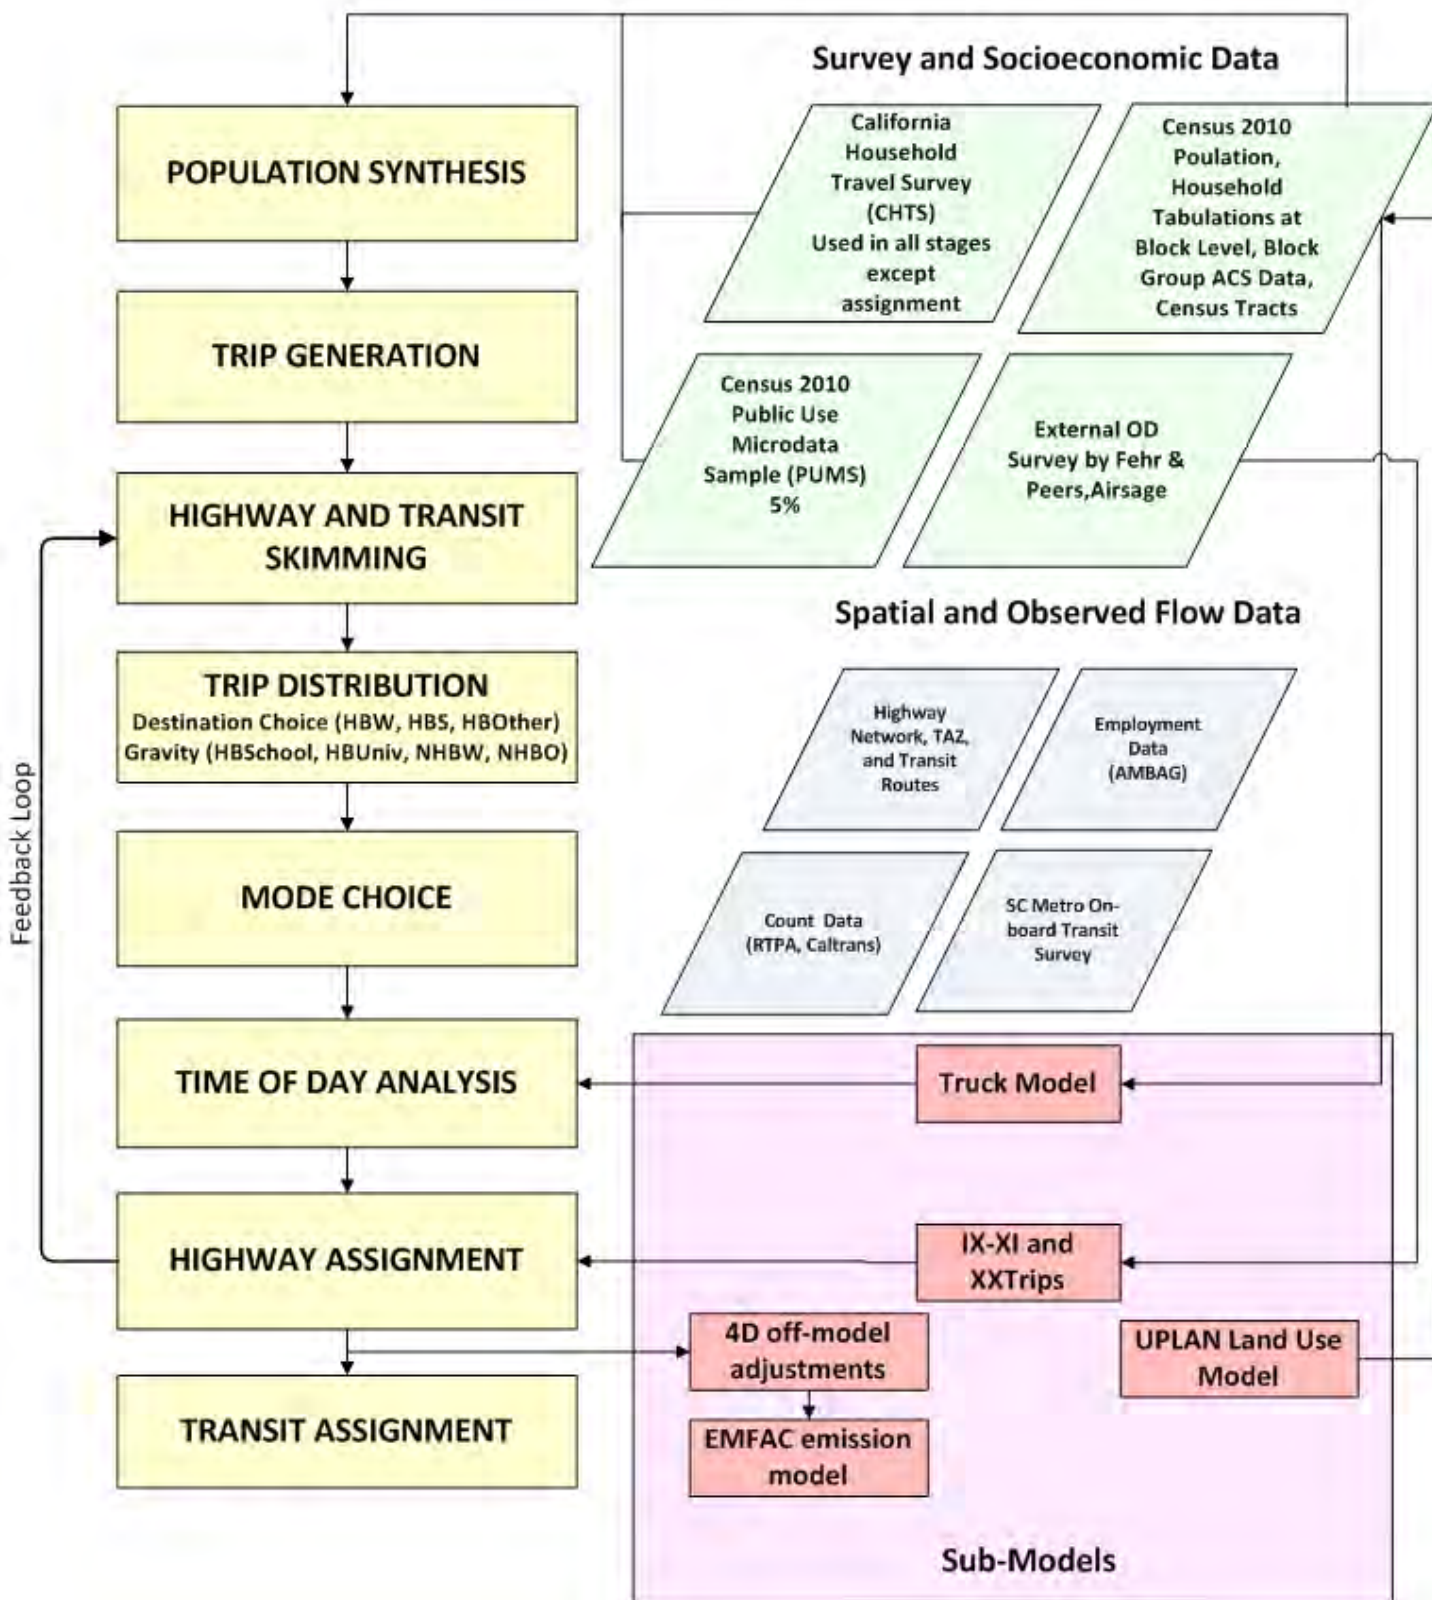 Survey and Socioeconomic Data
POPULATION SYNTHESIS
TRIP GENERATION
HIGHWAY AND TRANSIT
SKIMMING
TRIP DISTRIBUTION
Destination Choice (HBW, HBS, HBOther)
Gravity (HBSchool, HBUniv, NHBW, NHBO)
MODE CHOICE
TIME OF DAY ANALYSIS
HIGHWAY ASSIGNMENT
TRANSIT ASSIGNMENT
Feedback Loop
California
Household
Travel Survey
(CHTS)
Used in all stages
except
assignment
Census 2010
Poulation,
Household
Tabulations at
Block Level, Block
Group ACS Data,
Census Tracts
Census 2010
Public Use
Microdata
Sample (PUMS)
5%
External OD
Survey by Fehr &
Peers,Airsage
Spatial and Observed Flow Data
Highway
Network, TAZ,
and Transit
Routes
Employment
Data
(AMBAG)
Count Data
(RTPA, Caltrans)
SC Metro On-
board Transit
Survey
Truck Model
IX-XI and
XXTrips
4D off-model
adjustments
UPLAN Land Use
Model
EMFAC emission
model
Sub-Models